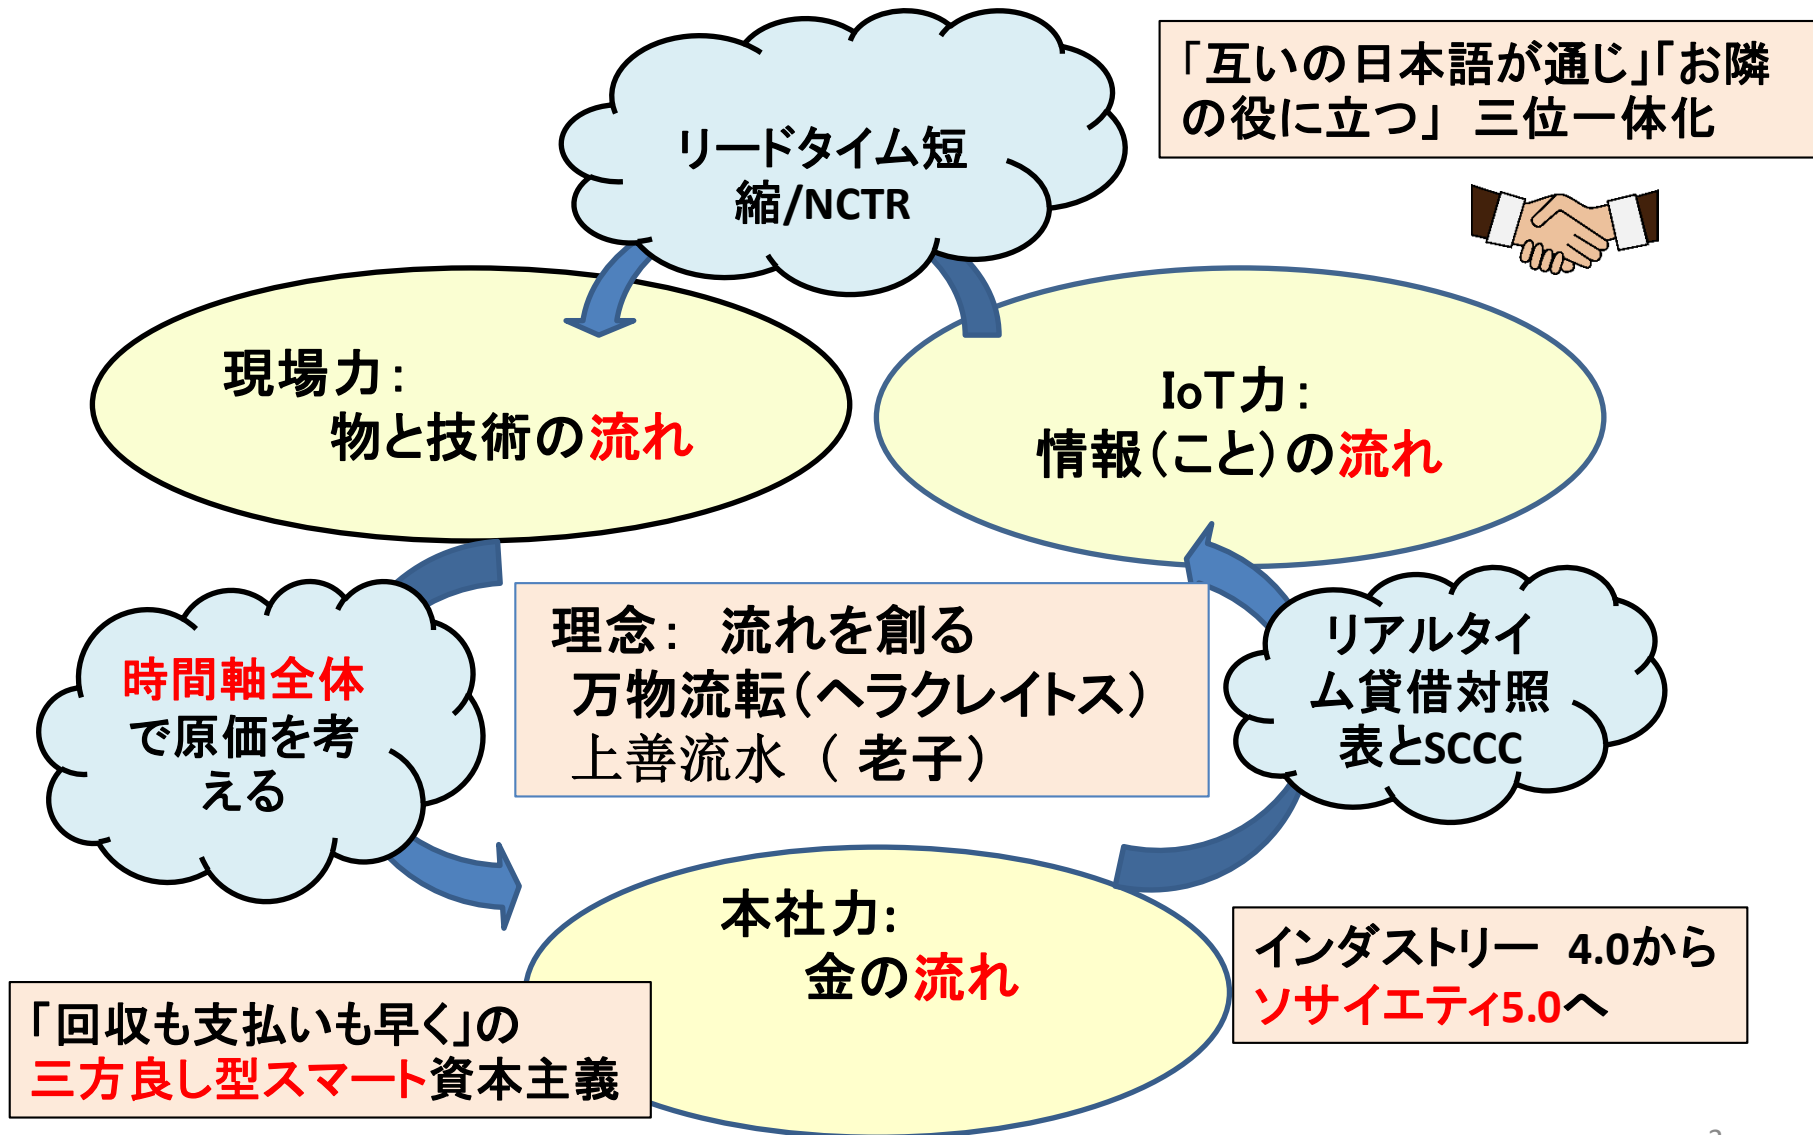 「互いの日本語が通じ」「お隣
の役に立つ」 三位一体化
リードタイム短
縮/NCTR
現場力：
物と技術の流れ
IoT力：
情報（こと）の流れ
理念： 流れを創る
万物流転（ヘラクレイトス）
上善流水 （ 老子）
時間軸全体
で原価を考
える
リアルタイ
ム貸借対照
表とSCCC
本社力：
金の流れ
「回収も支払いも早く」の
三方良し型スマート資本主義
インダストリー 4.0から
ソサイエティ5.0へ